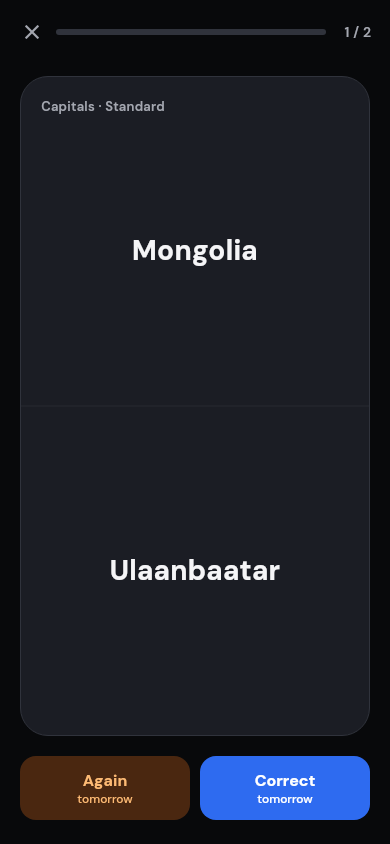 1 / 2
Capitals · Standard
Mongolia
Ulaanbaatar
Again
tomorrow
Correct
tomorrow